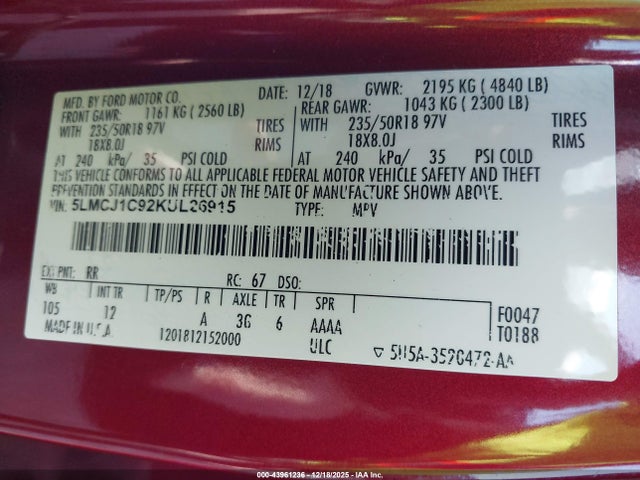 MFD. BY FORD MOTOR CO. DATE: 12/18 GVWR: 2195 KG ( 4840 LB)
FRONT GAWR: 1161 KG ( 2560 LB) REAR GAWR: 1043 KG ( 2300 LB)
WITH 235/50R18 97V TIRES WITH 235/50R18 97V TIRES
18X8.0J RIMS 18X8.0J RIMS
AT 240 kPa/ 35 PSI COLD AT 240 kPa/ 35 PSI COLD
THIS VEHICLE CONFORMS TO ALL APPLICABLE FEDERAL MOTOR VEHICLE SAFETY AND THEFT
PREVENTION STANDARDS IN EFFECT ON THE DATE OF MANUFACTURE SHOWN ABOVE.
VIN: 5LMCJ1C92KUL26915 TYPE: MPV
EXT PNT: RR RC: 67 DSO:
WB INT TR TP/PS R AXLE TR SPR
105 12 A 3G 6 AAAA F0047
MADE IN U.S.A. 1201812152000 ULC T0188
000-43961236 - 12/18/2025 - IAA Inc.